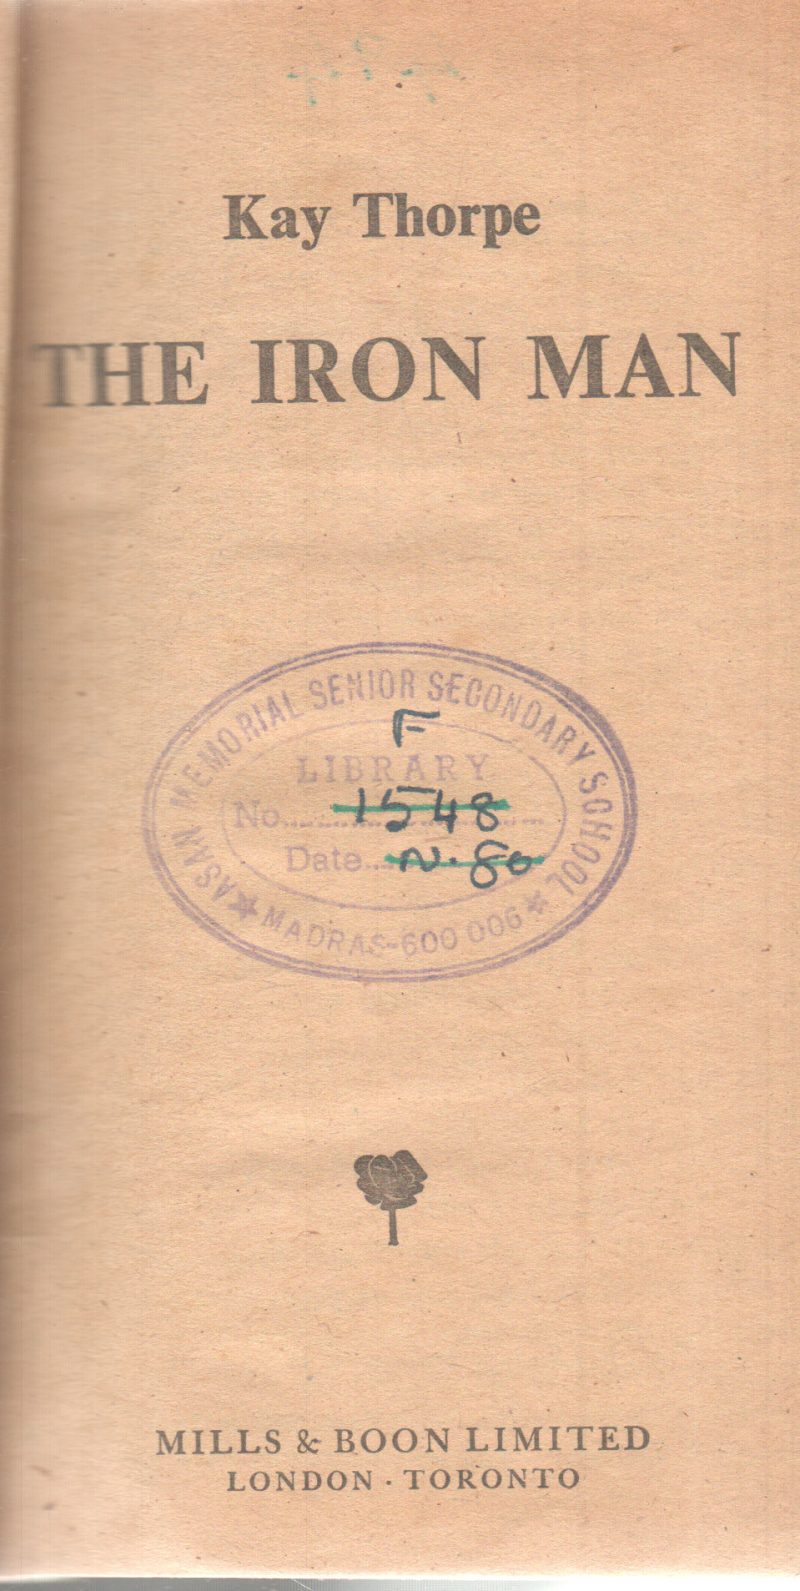 Kay Thorpe
THE IRON MAN
ASAN MEMORIAL SENIOR SECONDARY SCHOOL
F
LIBRARY
No. 1548
Date N.80
★ MADRAS-600 006 ★
MILLS & BOON LIMITED
LONDON · TORONTO